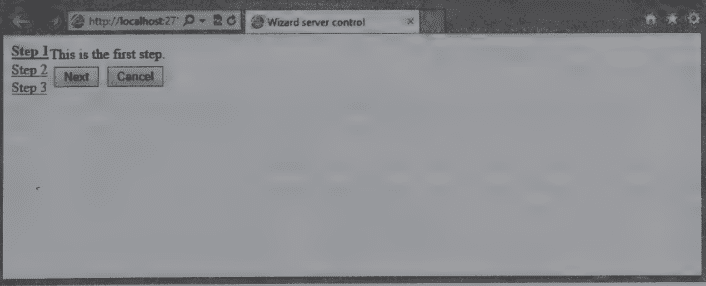 http://localhost:27
Wizard server control
Step 1 This is the first step.
Step 2 Next Cancel
Step 3